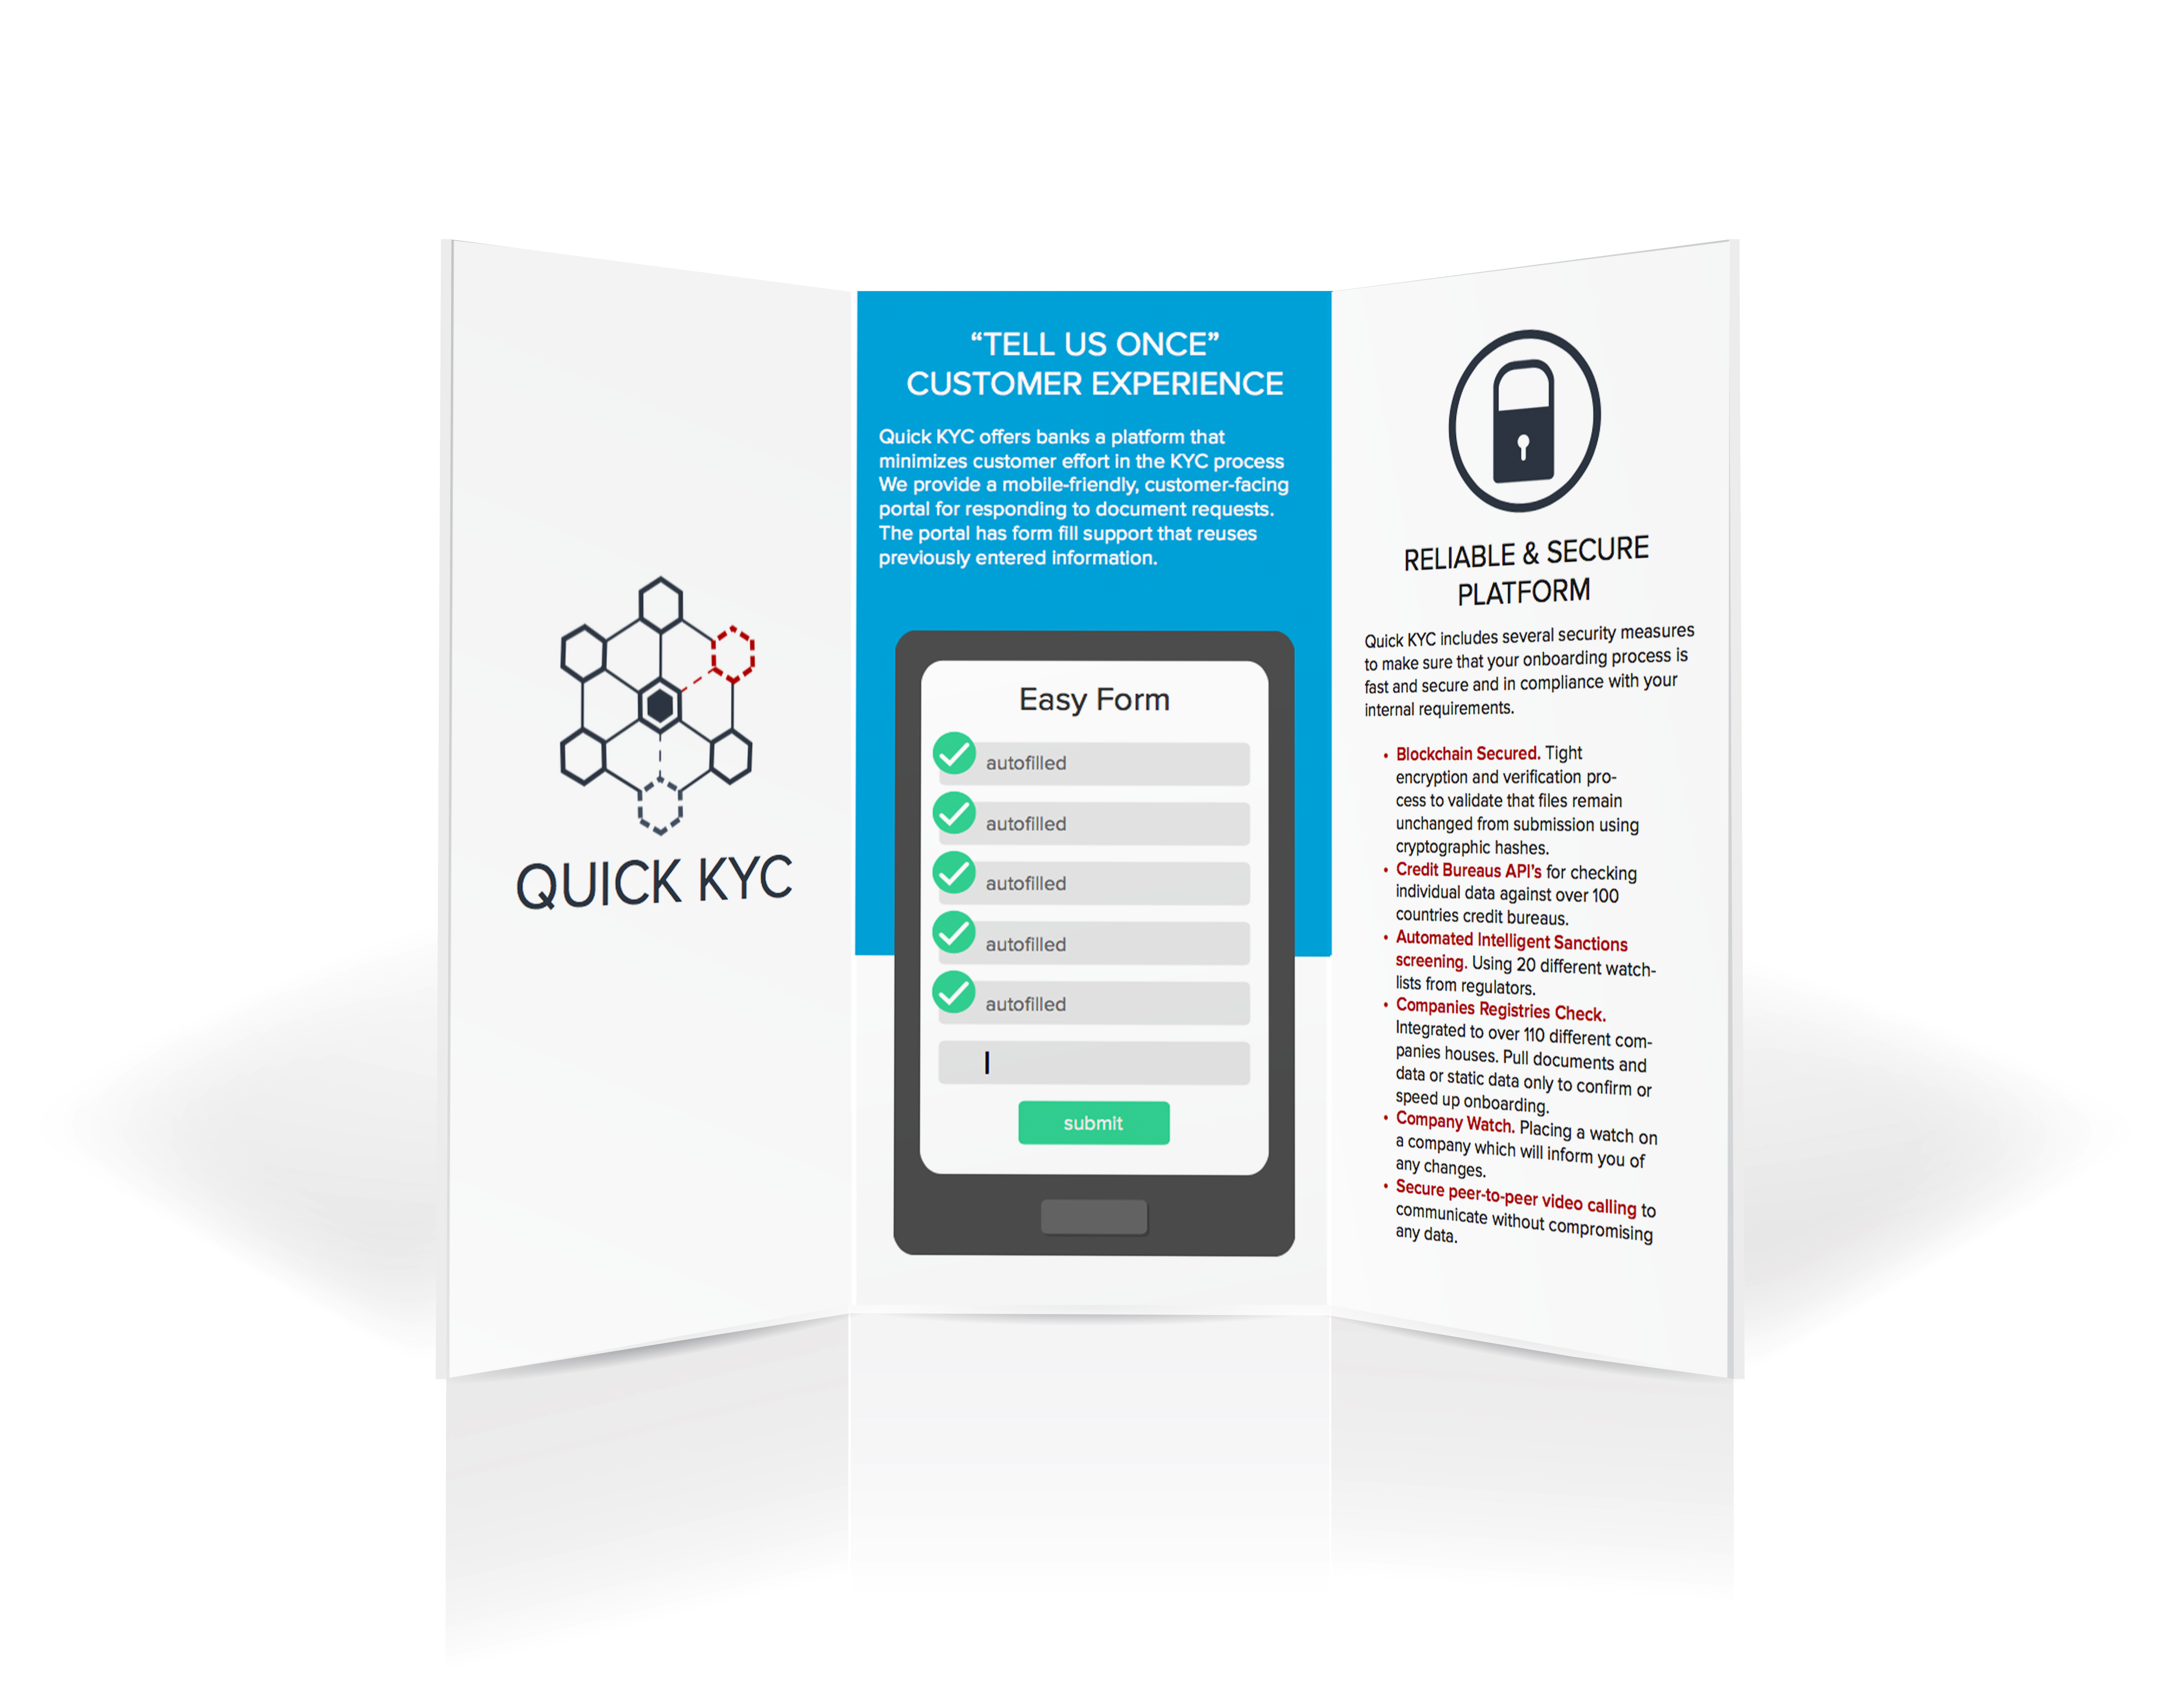 QUICK KYC
“TELL US ONCE”
CUSTOMER EXPERIENCE
Quick KYC offers banks a platform that
minimizes customer effort in the KYC process
We provide a mobile-friendly, customer-facing
portal for responding to document requests.
The portal has form fill support that reuses
previously entered information.
Easy Form
autofilled
autofilled
autofilled
autofilled
autofilled
submit
RELIABLE & SECURE
PLATFORM
Quick KYC includes several security measures
to make sure that your onboarding process is
fast and secure and in compliance with your
internal requirements.
• Blockchain Secured. Tight
encryption and verification pro-
cess to validate that files remain
unchanged from submission using
cryptographic hashes.
• Credit Bureaus API’s for checking
individual data against over 100
countries credit bureaus.
• Automated Intelligent Sanctions
screening. Using 20 different watch-
lists from regulators.
• Companies Registries Check.
Integrated to over 110 different com-
panies houses. Pull documents and
data or static data only to confirm or
speed up onboarding.
• Company Watch. Placing a watch on
a company which will inform you of
any changes.
• Secure peer-to-peer video calling to
communicate without compromising
any data.